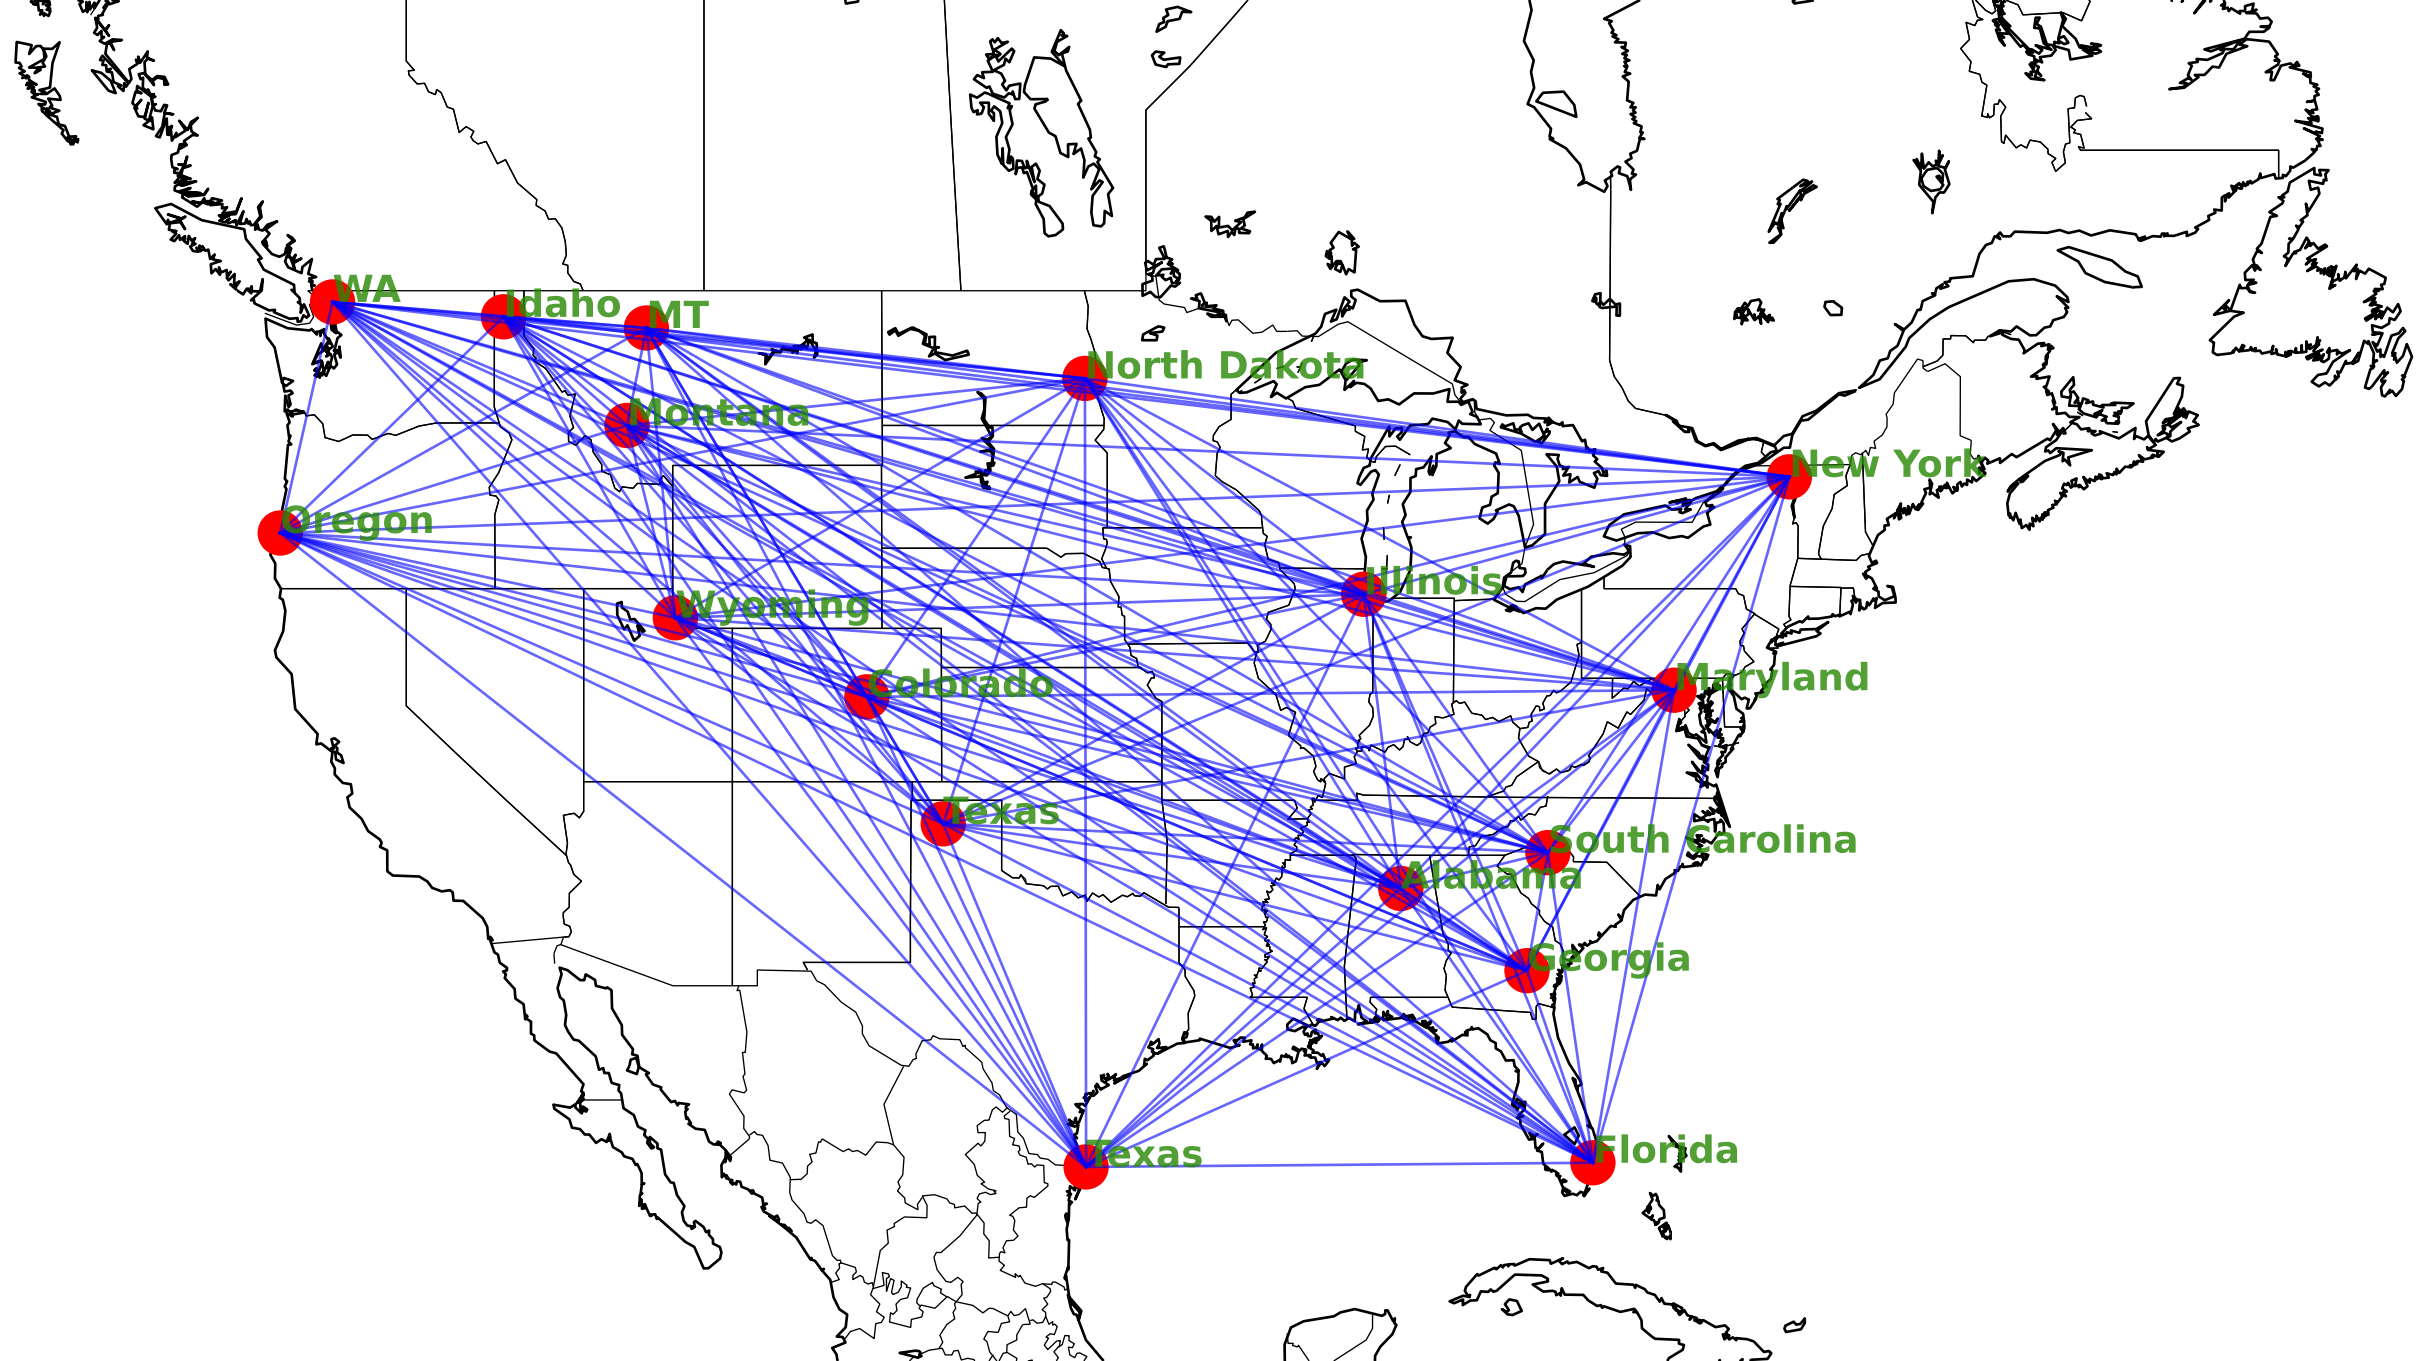 WA
Idaho
MT
North Dakota
Montana
New York
Oregon
Illinois
Wyoming
Colorado
Maryland
Texas
South Carolina
Alabama
Georgia
Texas
Florida